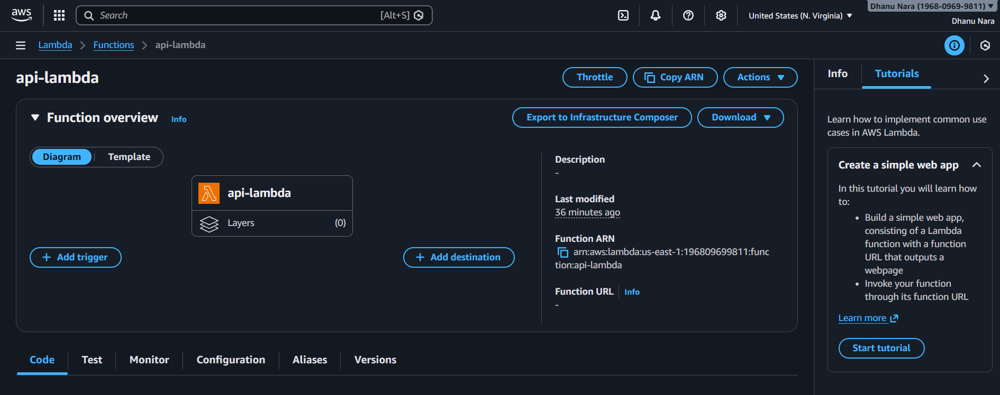 aws
Search
[Alt+S]
United States (N. Virginia)
Dhanu Nara (1968-0969-9811)
Dhanu Nara
Lambda
Functions
api-lambda
api-lambda
Throttle
Copy ARN
Actions
Function overview
Info
Export to Infrastructure Composer
Download
Diagram
Template
api-lambda
Layers
(0)
Add trigger
Add destination
Description
-
Last modified
36 minutes ago
Function ARN
arn:aws:lambda:us-east-1:196809699811:func
tion:api-lambda
Function URL
Info
-
Code
Test
Monitor
Configuration
Aliases
Versions
Info
Tutorials
Learn how to implement common use
cases in AWS Lambda.
Create a simple web app
In this tutorial you will learn how
to:
• Build a simple web app,
consisting of a Lambda
function with a function
URL that outputs a
webpage
• Invoke your function
through its function URL
Learn more
Start tutorial